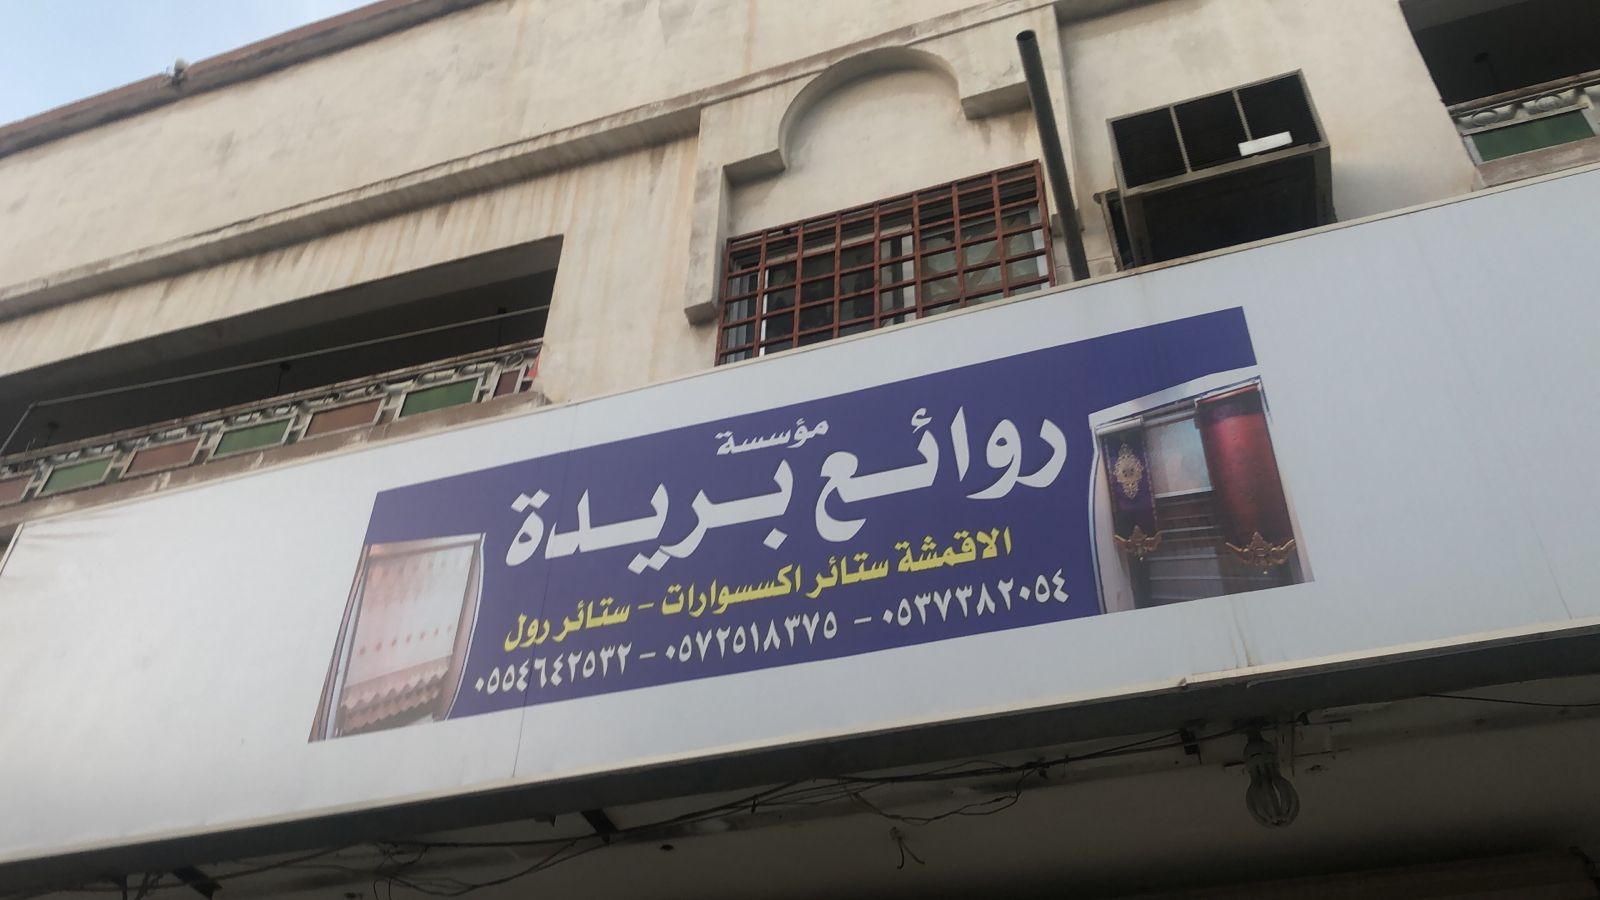 مؤسسة
روائع بريدة
الاقمشة ستائر اكسسوارات - ستائر رول
٠٥٥٤٦٤٢٥٣٢ - ٠٥٧٢٥١٨٣٧٥ - ٠٥٣٧٣٨٢٠٥٤